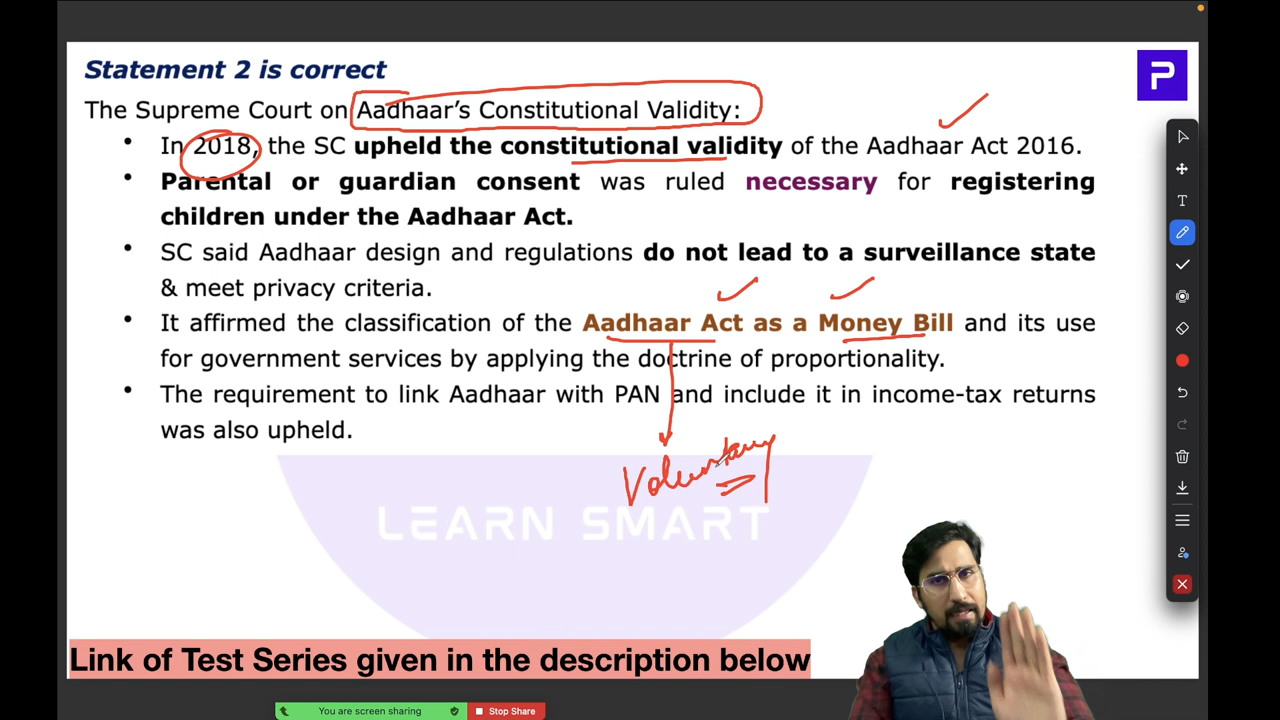 Statement 2 is correct
P
The Supreme Court on Aadhaar's Constitutional Validity:
• In 2018, the SC upheld the constitutional validity of the Aadhaar Act 2016.
• Parental or guardian consent was ruled necessary for registering
children under the Aadhaar Act.
• SC said Aadhaar design and regulations do not lead to a surveillance state
& meet privacy criteria.
• It affirmed the classification of the Aadhaar Act as a Money Bill and its use
for government services by applying the doctrine of proportionality.
• The requirement to link Aadhaar with PAN and include it in income-tax returns
was also upheld.
Voluntary
LEARN SMART
Link of Test Series given in the description below
You are screen sharing
Stop Share
T